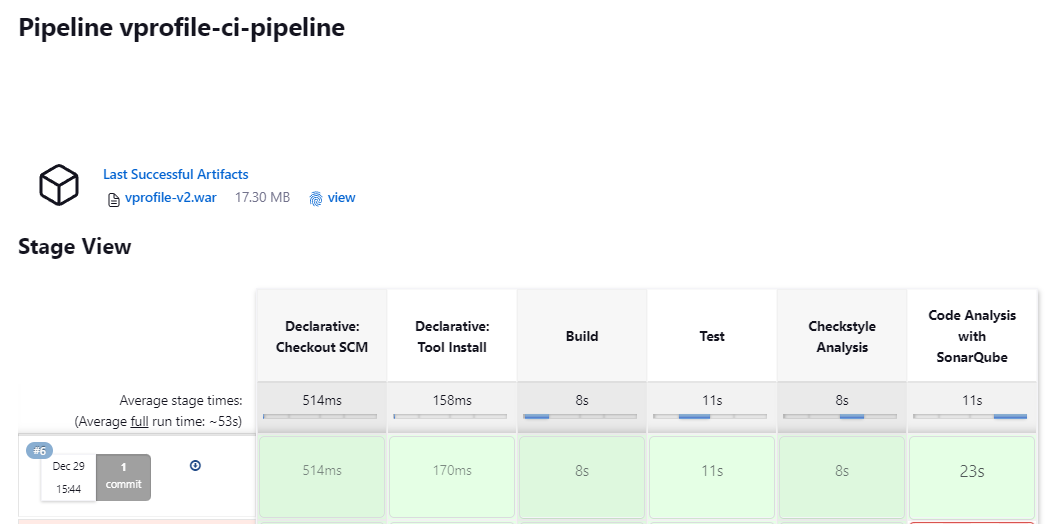 Pipeline vprofile-ci-pipeline
Last Successful Artifacts
vprofile-v2.war 17.30 MB view
Stage View
Declarative: Checkout SCM
Declarative: Tool Install
Build
Test
Checkstyle Analysis
Code Analysis with SonarQube
Average stage times:
(Average full run time: ~53s)
514ms 158ms 8s 11s 8s 11s
#6
Dec 29
15:44
1
commit
514ms 170ms 8s 11s 8s 23s